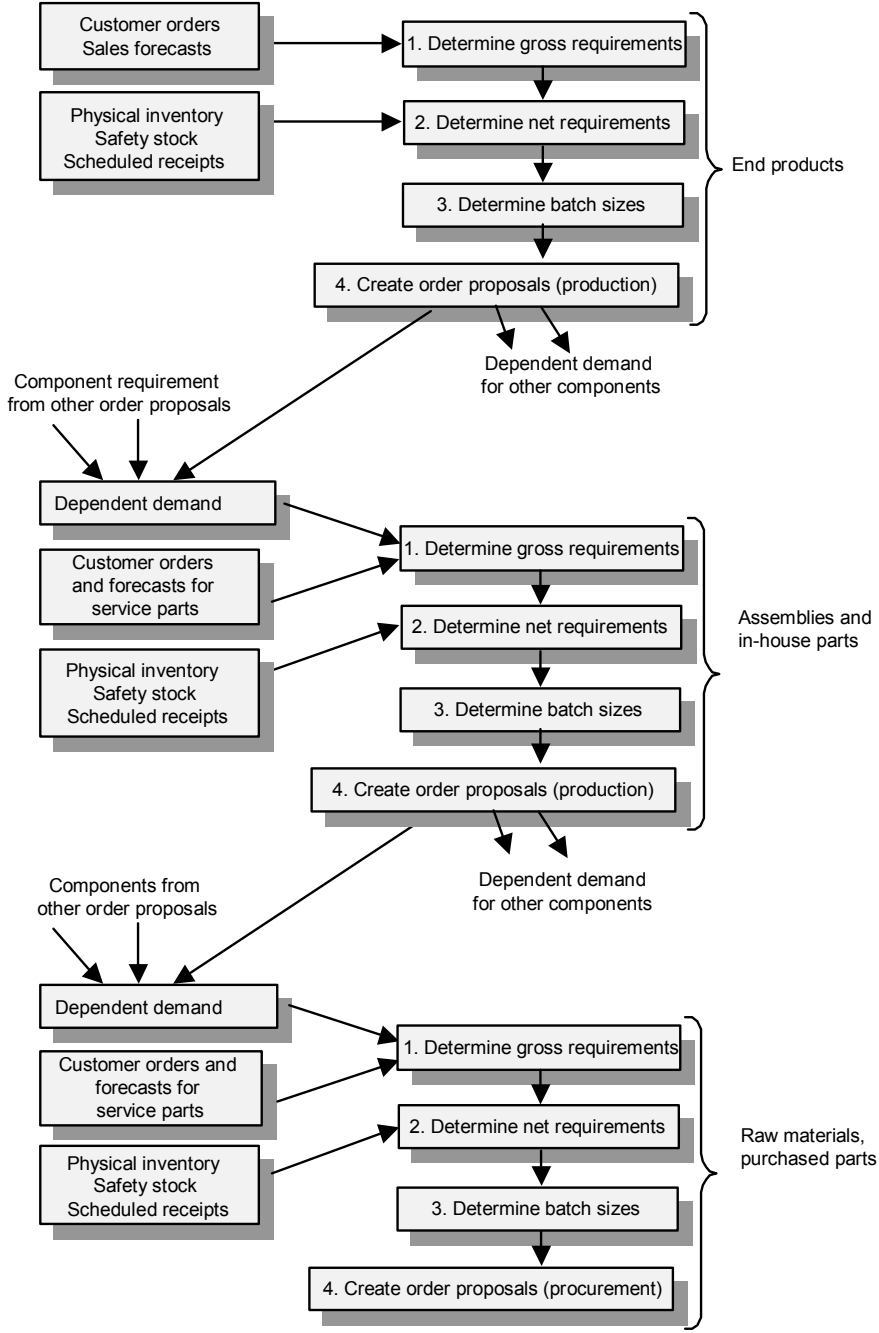 Customer orders
Sales forecasts
1. Determine gross requirements
Physical inventory
Safety stock
Scheduled receipts
2. Determine net requirements
End products
3. Determine batch sizes
4. Create order proposals (production)
Dependent demand
for other components
Component requirement
from other order proposals
Dependent demand
1. Determine gross requirements
Customer orders
and forecasts for
service parts
2. Determine net requirements
Assemblies and
in-house parts
Physical inventory
Safety stock
Scheduled receipts
3. Determine batch sizes
4. Create order proposals (production)
Dependent demand
for other components
Components from
other order proposals
Dependent demand
1. Determine gross requirements
Customer orders and
forecasts for
service parts
2. Determine net requirements
Raw materials,
purchased parts
Physical inventory
Safety stock
Scheduled receipts
3. Determine batch sizes
4. Create order proposals (procurement)